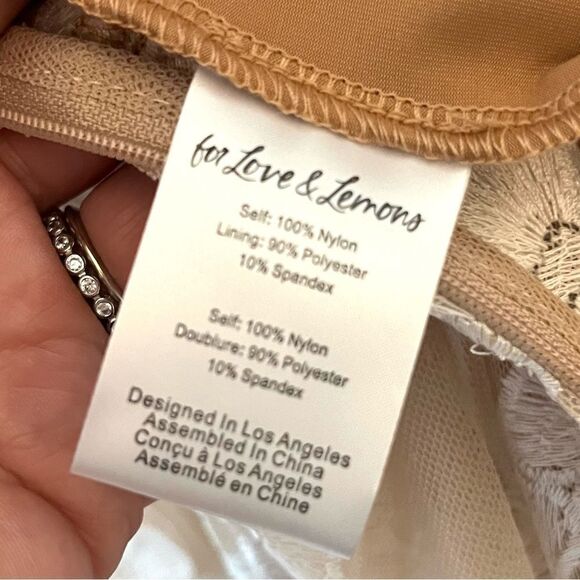 for Love & Lemons
Self: 100% Nylon
Lining: 90% Polyester
10% Spandex
Self: 100% Nylon
Doublure: 90% Polyester
10% Spandex
Designed In Los Angeles
Assembled In China
Conçu à Los Angeles
Assemblé en Chine